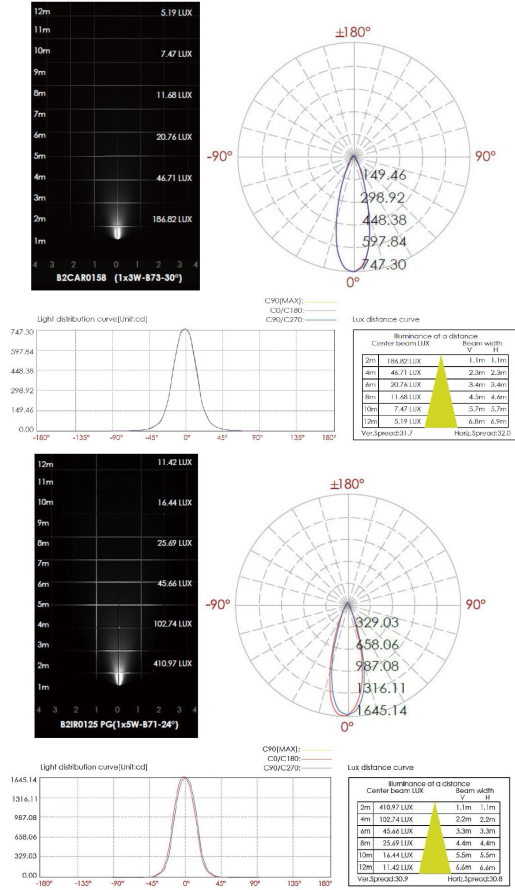 12m 5.19 LUX
11m
10m 7.47 LUX
9m
8m 11.68 LUX
7m
6m 20.76 LUX
5m
4m 46.71 LUX
3m
2m 186.82 LUX
1m
4 3 2 1 0 1 2 3 4
B2CAR0158 (1x3W-B73-30°)
±180°
-90° 90°
149.46
298.92
448.38
597.84
747.30
0°
C90(MAX):
C0/C180:
C90/C270:
Light distribution curve[Unit:cd]
747.30
597.84
448.38
298.92
149.46
0.00
-180° -135° -90° -45° 0° 45° 90° 135° 180°
Lux distance curve
Illuminance at a distance
Center beam LUX Beam width
V H
2m 186.82 LUX 1.1m 1.1m
4m 46.71 LUX 2.3m 2.3m
6m 20.76 LUX 3.4m 3.4m
8m 11.68 LUX 4.5m 4.6m
10m 7.47 LUX 5.7m 5.7m
12m 5.19 LUX 6.8m 6.9m
Ver.Spread:31.7 Horiz.Spread:32.0
12m 11.42 LUX
11m
10m 16.44 LUX
9m
8m 25.69 LUX
7m
6m 45.66 LUX
5m
4m 102.74 LUX
3m
2m 410.97 LUX
1m
4 3 2 1 0 1 2 3 4
B2IR0125 PG(1x5W-B71-24°)
±180°
-90° 90°
329.03
658.06
987.08
1316.11
1645.14
0°
C90(MAX):
C0/C180:
C90/C270:
Light distribution curve[Unit:cd]
1645.14
1316.11
987.08
658.06
329.03
0.00
-180° -135° -90° -45° 0° 45° 90° 135° 180°
Lux distance curve
Illuminance at a distance
Center beam LUX Beam width
V H
2m 410.97 LUX 1.1m 1.1m
4m 102.74 LUX 2.2m 2.2m
6m 45.66 LUX 3.3m 3.3m
8m 25.69 LUX 4.4m 4.4m
10m 16.44 LUX 5.5m 5.5m
12m 11.42 LUX 6.6m 6.6m
Ver.Spread:30.9 Horiz.Spread:30.8